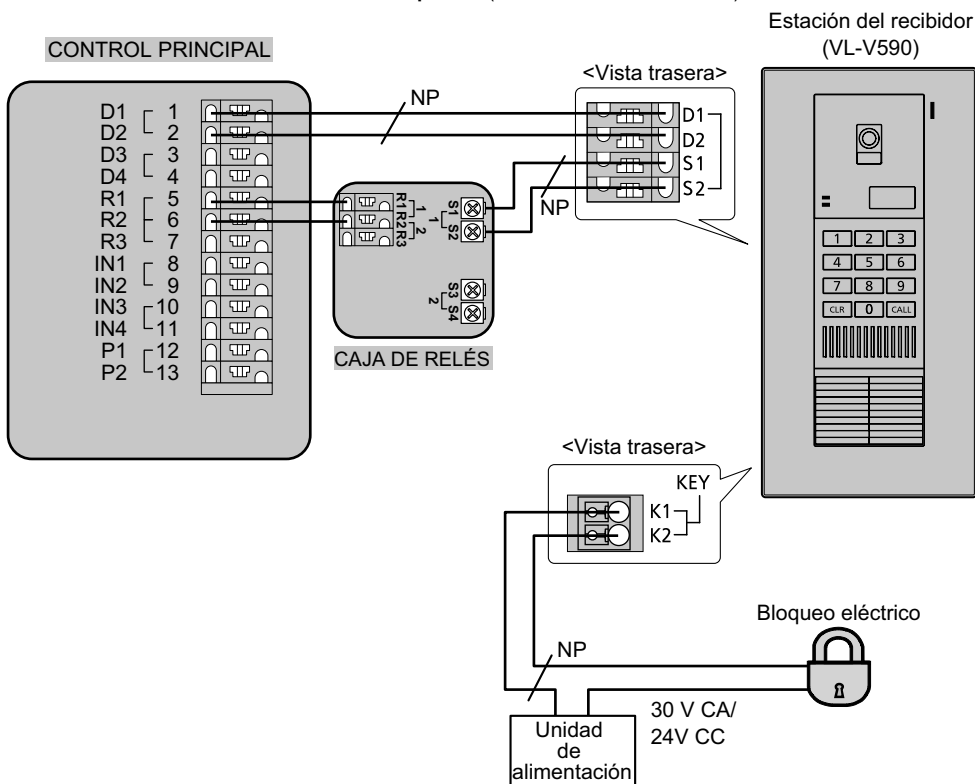 Estación del recibidor
(VL-V590)
CONTROL PRINCIPAL
<Vista trasera>
D1 1
D2 2
D3 3
D4 4
R1 5
R2 6
R3 7
IN1 8
IN2 9
IN3 10
IN4 11
P1 12
P2 13
NP
D1
D2
S1
S2
NP
R1 1
R2
R3 2
S1
S2 1
S3
S4 2
CAJA DE RELÉS
1 2 3
4 5 6
7 8 9
CLR 0 CALL
<Vista trasera>
KEY
K1
K2
Bloqueo eléctrico
NP
30 V CA/
24V CC
Unidad
de
alimentación